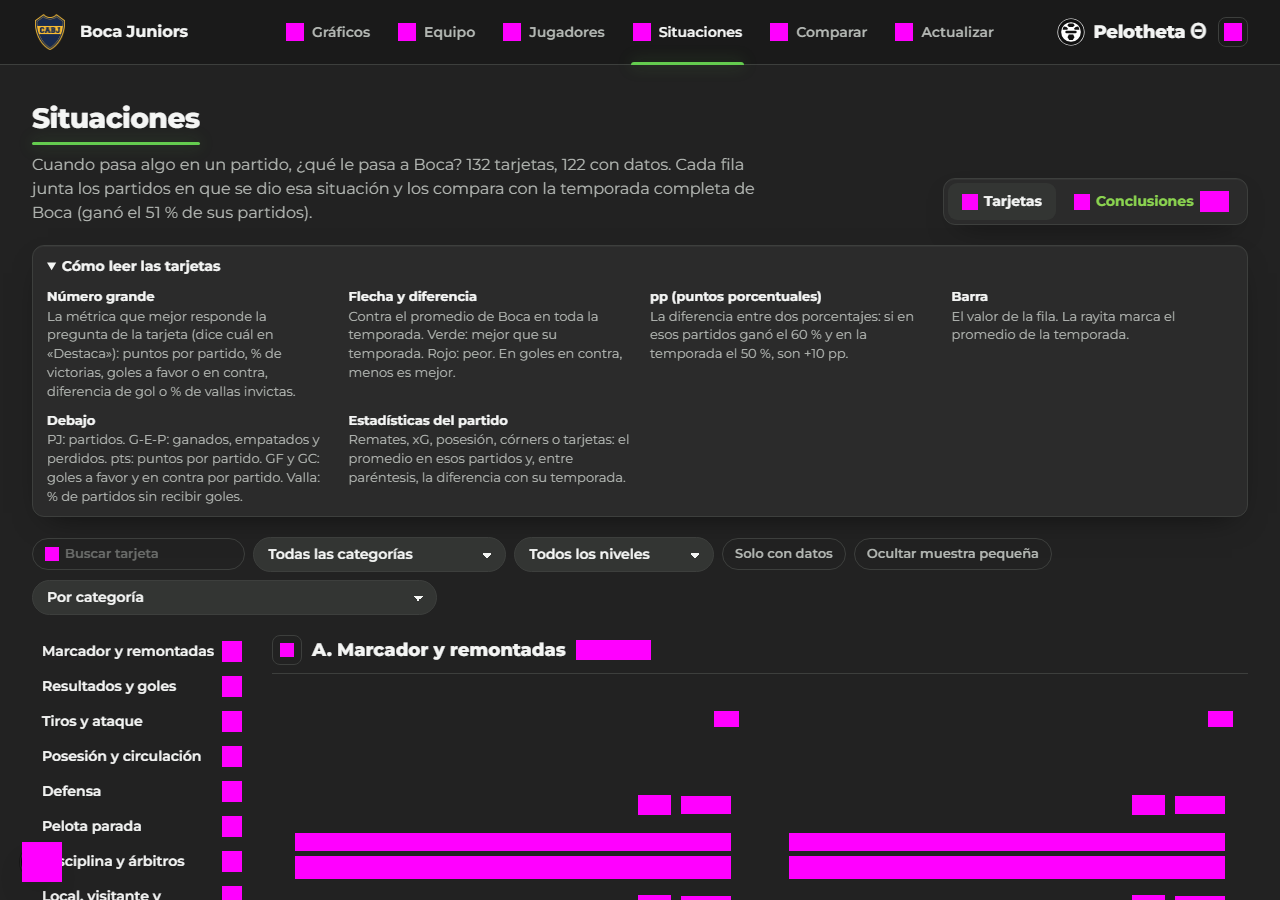 Boca Juniors
Gráficos
Equipo
Jugadores
Situaciones
Comparar
Actualizar
Pelotheta Θ
Situaciones
Cuando pasa algo en un partido, ¿qué le pasa a Boca? 132 tarjetas, 122 con datos. Cada fila
junta los partidos en que se dio esa situación y los compara con la temporada completa de
Boca (ganó el 51 % de sus partidos).
Tarjetas
Conclusiones
▼ Cómo leer las tarjetas
Número grande
La métrica que mejor responde la
pregunta de la tarjeta (dice cuál en
«Destaca»): puntos por partido, % de
victorias, goles a favor o en contra,
diferencia de gol o % de vallas invictas.
Flecha y diferencia
Contra el promedio de Boca en toda la
temporada. Verde: mejor que su
temporada. Rojo: peor. En goles en contra,
menos es mejor.
pp (puntos porcentuales)
La diferencia entre dos porcentajes: si en
esos partidos ganó el 60 % y en la
temporada el 50 %, son +10 pp.
Barra
El valor de la fila. La rayita marca el
promedio de la temporada.
Debajo
PJ: partidos. G-E-P: ganados, empatados y
perdidos. pts: puntos por partido. GF y GC:
goles a favor y en contra por partido. Valla:
% de partidos sin recibir goles.
Estadísticas del partido
Remates, xG, posesión, córners o tarjetas: el
promedio en esos partidos y, entre
paréntesis, la diferencia con su temporada.
Buscar tarjeta
Todas las categorías
Todos los niveles
Solo con datos
Ocultar muestra pequeña
Por categoría
Marcador y remontadas
Resultados y goles
Tiros y ataque
Posesión y circulación
Defensa
Pelota parada
sciplina y árbitros
Local, visitante y
A. Marcador y remontadas